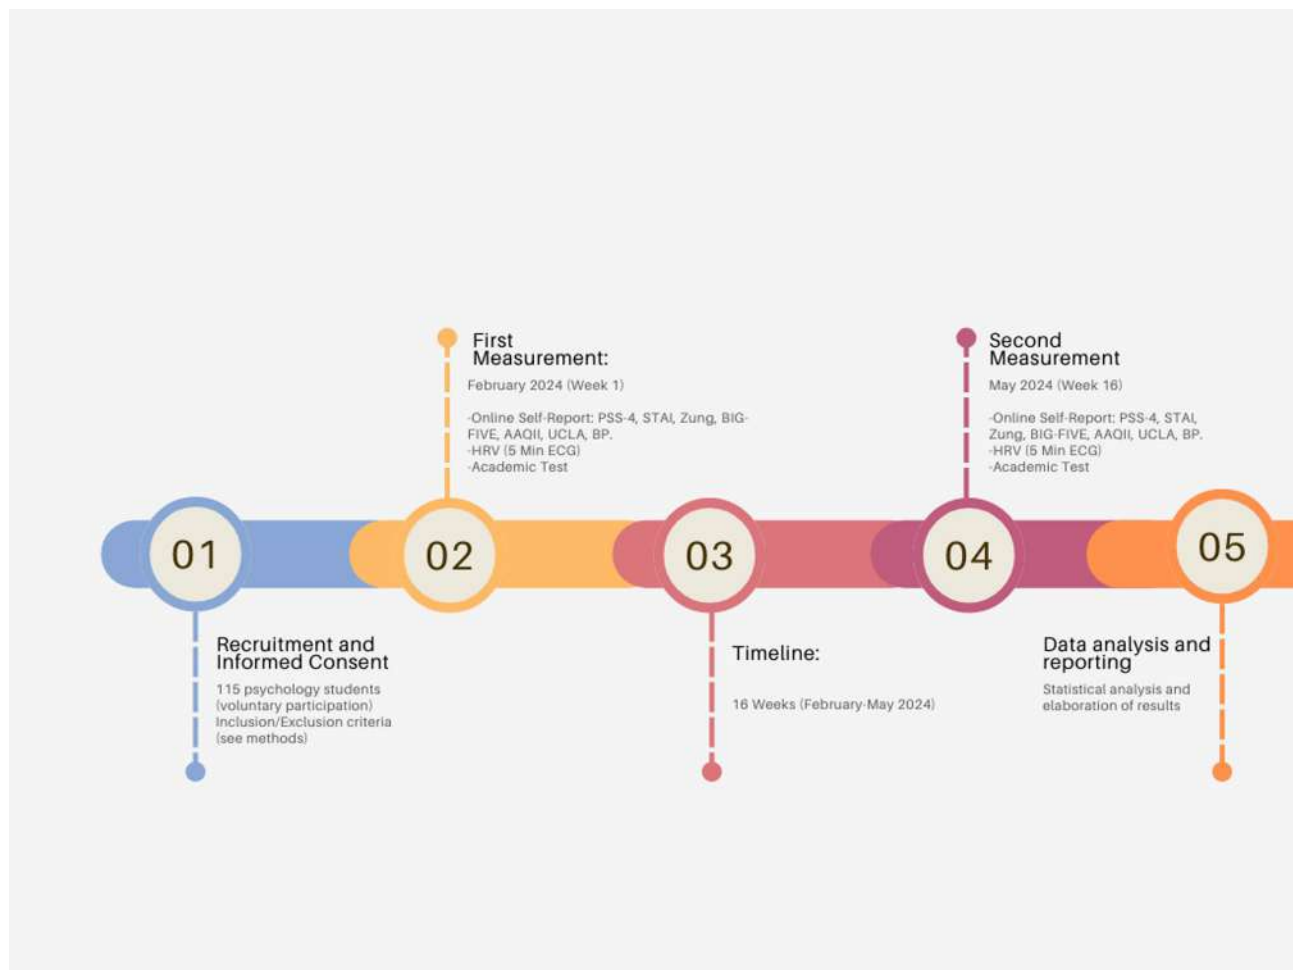 01
Recruitment and
Informed Consent
115 psychology students
(voluntary participation)
Inclusion/Exclusion criteria
(see methods)
02
First
Measurement:
February 2024 (Week 1)
-Online Self-Report: PSS-4, STAI, Zung, BIG-
FIVE, AAQII, UCLA, BP.
-HRV (5 Min ECG)
-Academic Test
03
Timeline:
16 Weeks (February-May 2024)
04
Second
Measurement
May 2024 (Week 16)
-Online Self-Report: PSS-4, STAI,
Zung, BIG-FIVE, AAQII, UCLA, BP.
-HRV (5 Min ECG)
-Academic Test
05
Data analysis and
reporting
Statistical analysis and
elaboration of results